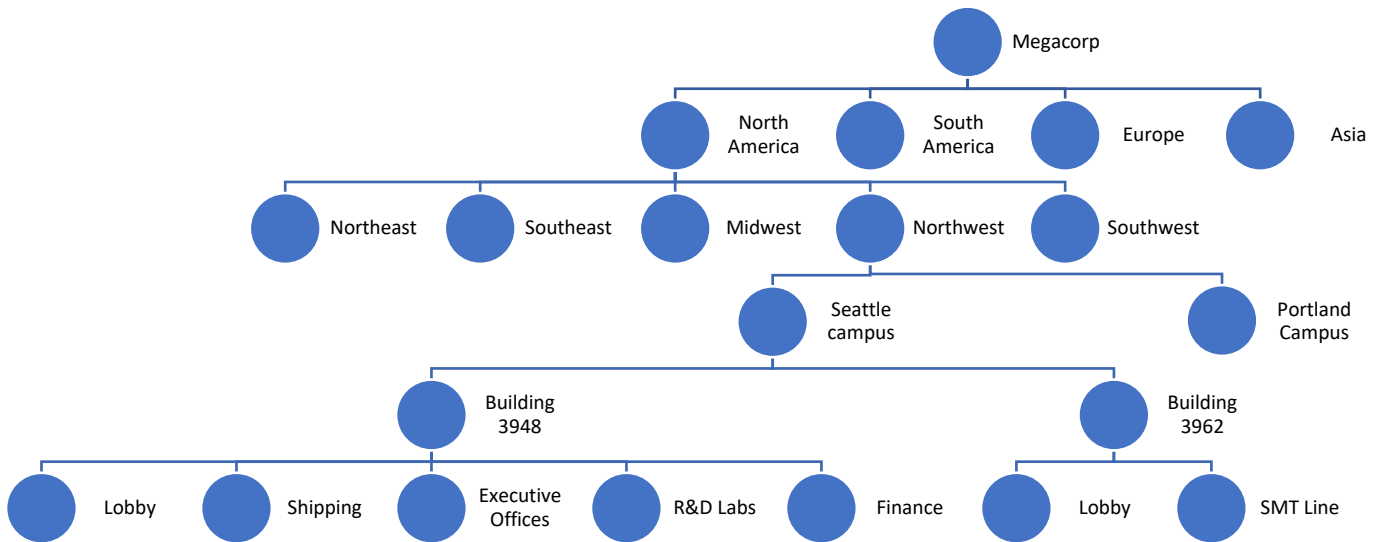 Megacorp
North
America
South
America
Europe
Asia
Northeast
Southeast
Midwest
Northwest
Southwest
Seattle
campus
Portland
Campus
Building
3948
Building
3962
Lobby
Shipping
Executive
Offices
R&D Labs
Finance
Lobby
SMT Line